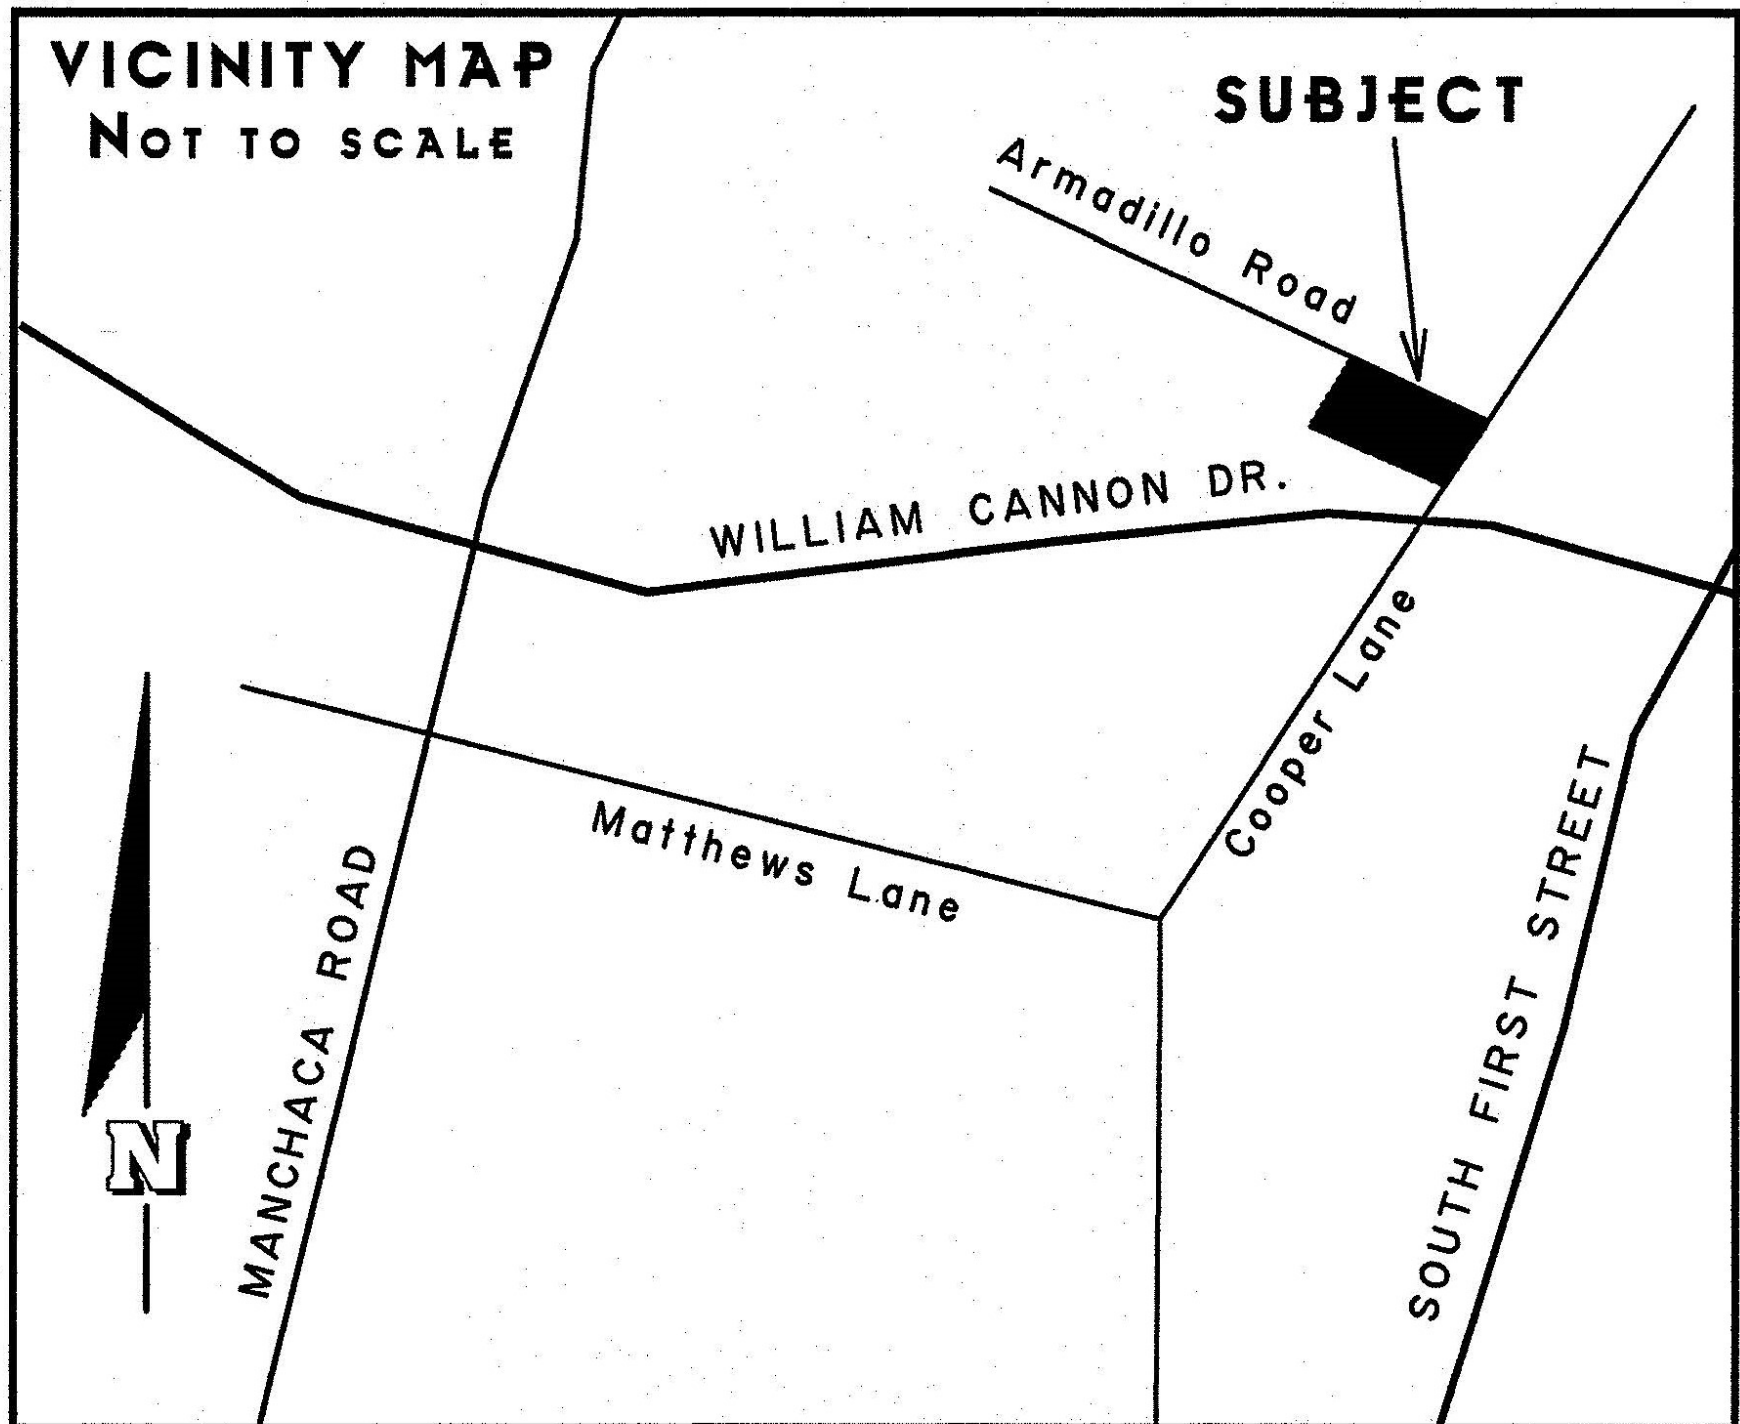 VICINITY MAP
NOT TO SCALE
SUBJECT
Armadillo Road
WILLIAM CANNON DR.
Cooper Lane
Matthews Lane
MANCHACA ROAD
SOUTH FIRST STREET
N